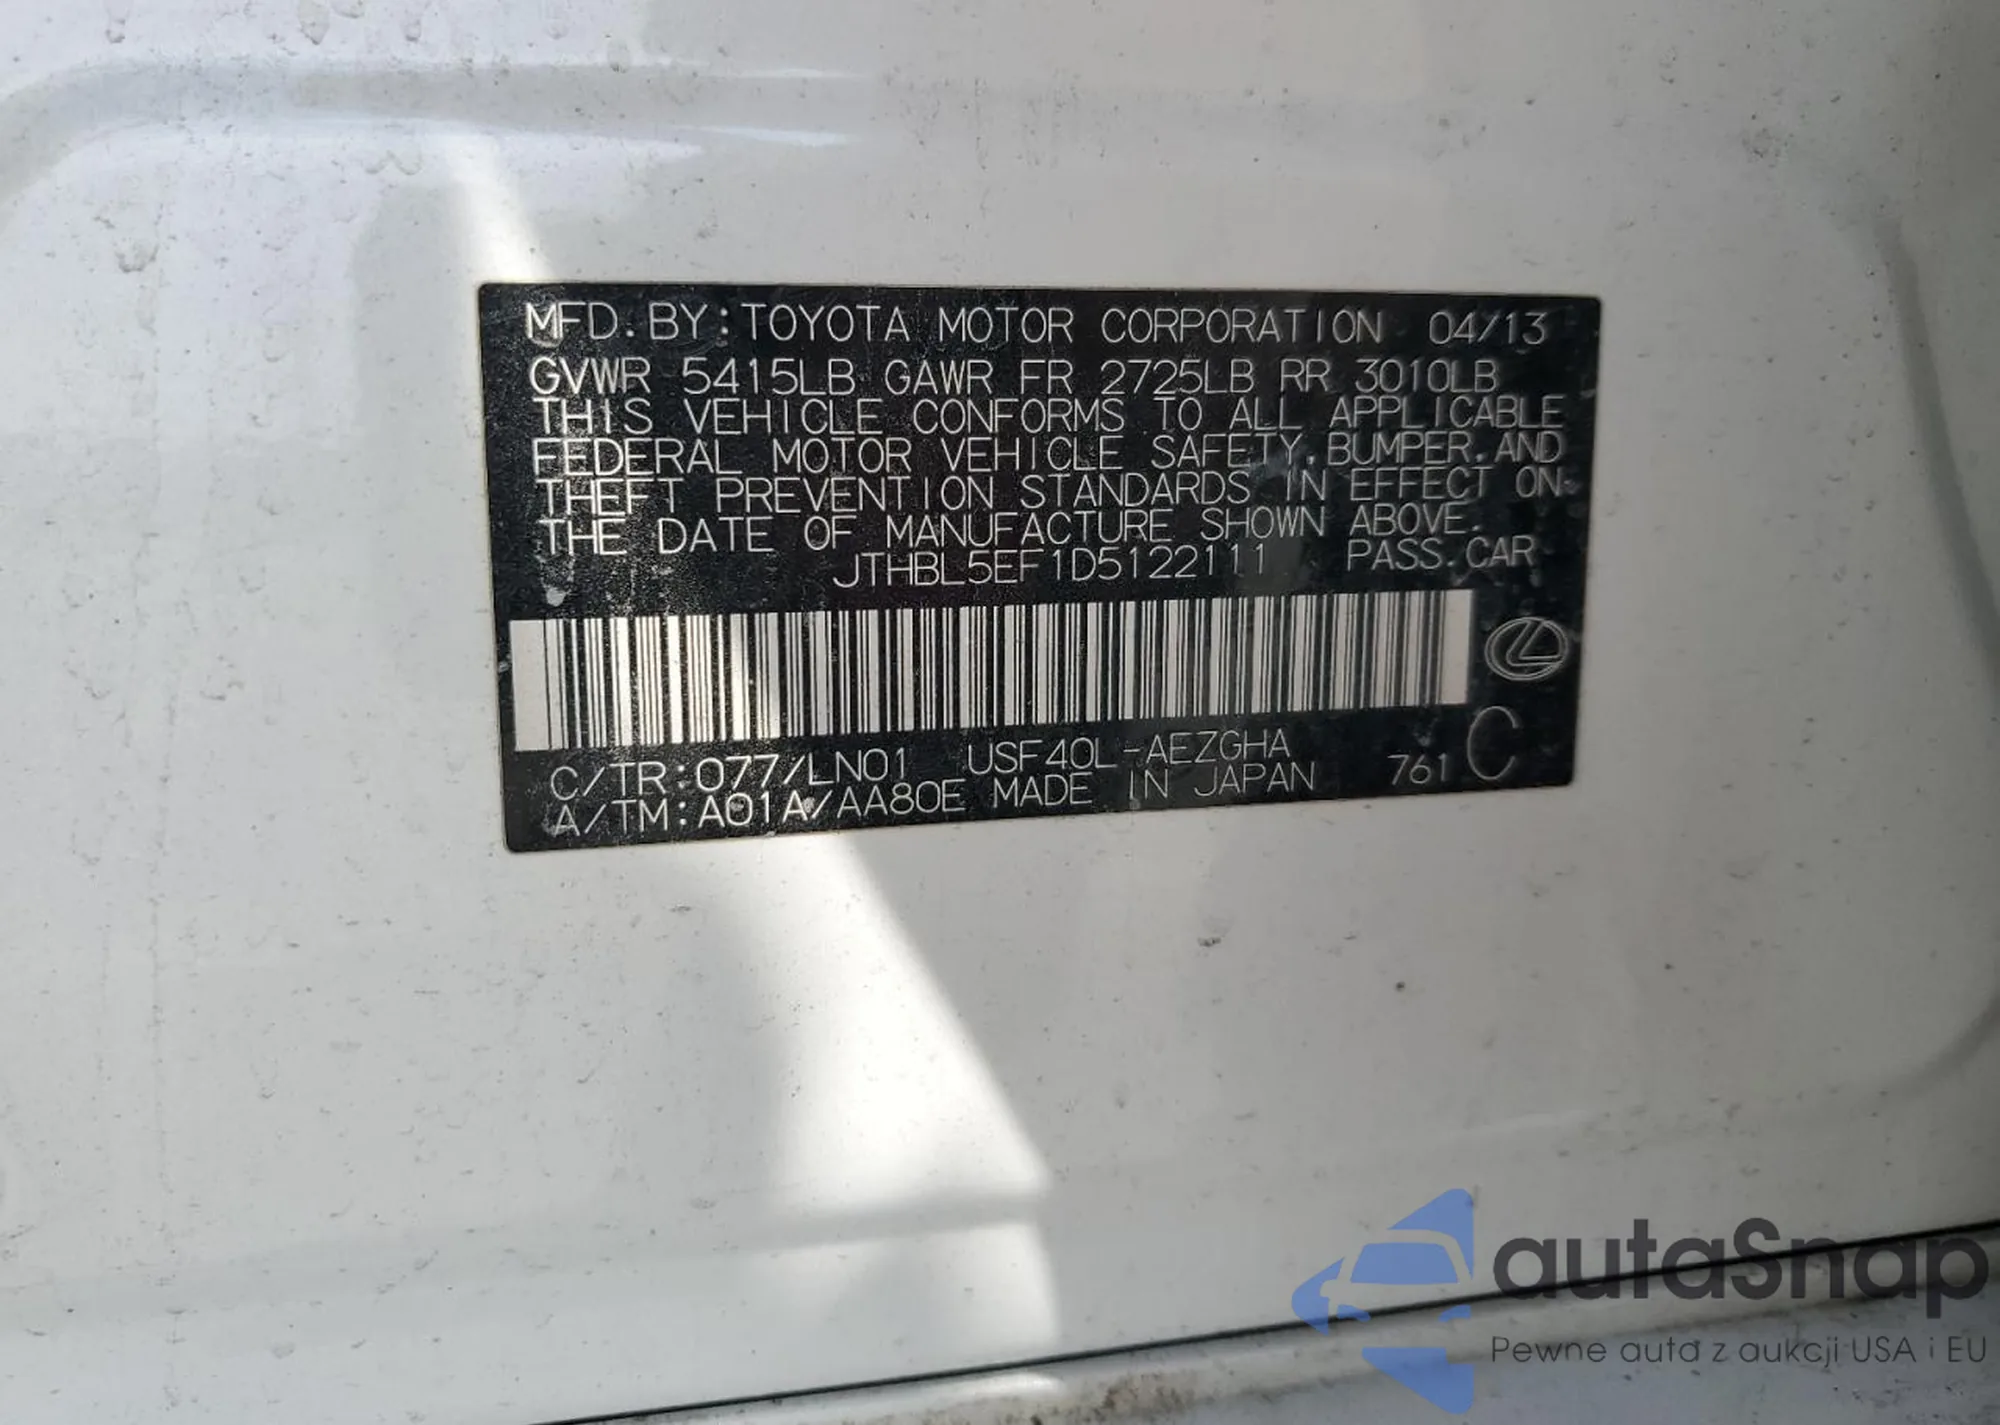 MFD. BY: TOYOTA MOTOR CORPORATION 04/13
GVWR 5415LB GAWR FR 2725LB RR 3010LB
THIS VEHICLE CONFORMS TO ALL APPLICABLE
FEDERAL MOTOR VEHICLE SAFETY, BUMPER, AND
THEFT PREVENTION STANDARDS IN EFFECT ON
THE DATE OF MANUFACTURE SHOWN ABOVE.
JTHBL5EF1D5122111 PASS. CAR
C/TR: 077/LN01 USF40L-AEZGHA
A/TM: A01A/AA80E MADE IN JAPAN 761 C
autaSnap
Pewne auta z aukcji USA i EU